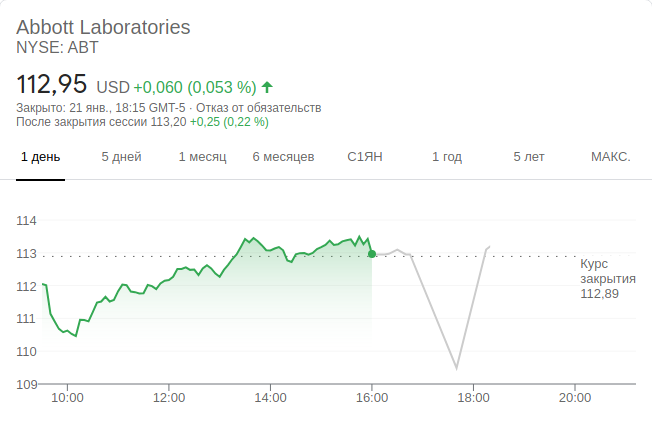 Abbott Laboratories
NYSE: ABT
112,95 USD +0,060 (0,053 %)
Закрыто: 21 янв., 18:15 GMT-5 · Отказ от обязательств
После закрытия сессии 113,20 +0,25 (0,22 %)
1 день 5 дней 1 месяц 6 месяцев С1ЯН 1 год 5 лет МАКС.
114
113
Курс
закрытия
112,89
112
111
110
109
10:00 12:00 14:00 16:00 18:00 20:00